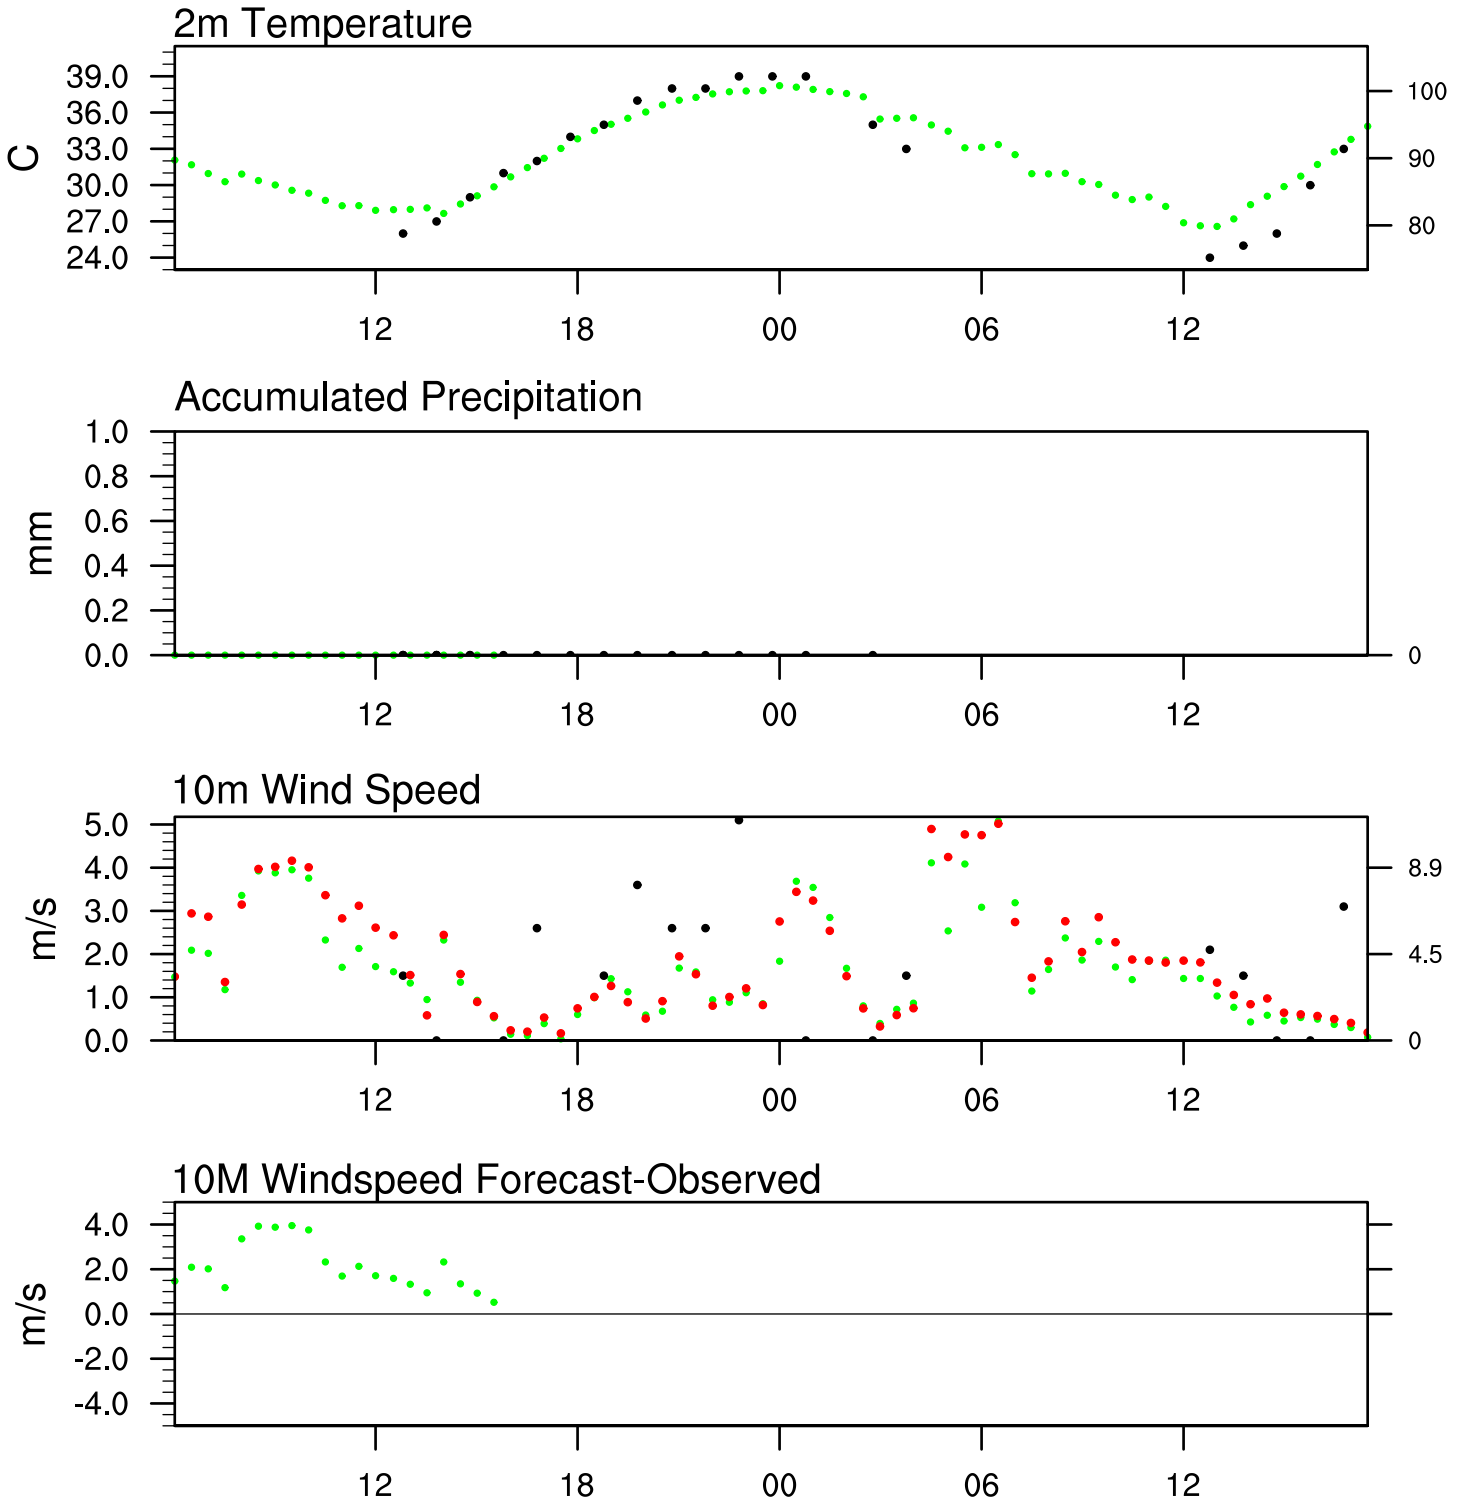 2m Temperature
39.0
36.0
33.0
30.0
27.0
24.0
C
100
90
80
12 18 00 06 12
Accumulated Precipitation
1.0
0.8
0.6
0.4
0.2
0.0
mm
0
12 18 00 06 12
10m Wind Speed
5.0
4.0
3.0
2.0
1.0
0.0
m/s
8.9
4.5
0
12 18 00 06 12
10M Windspeed Forecast-Observed
4.0
2.0
0.0
-2.0
-4.0
m/s
12 18 00 06 12